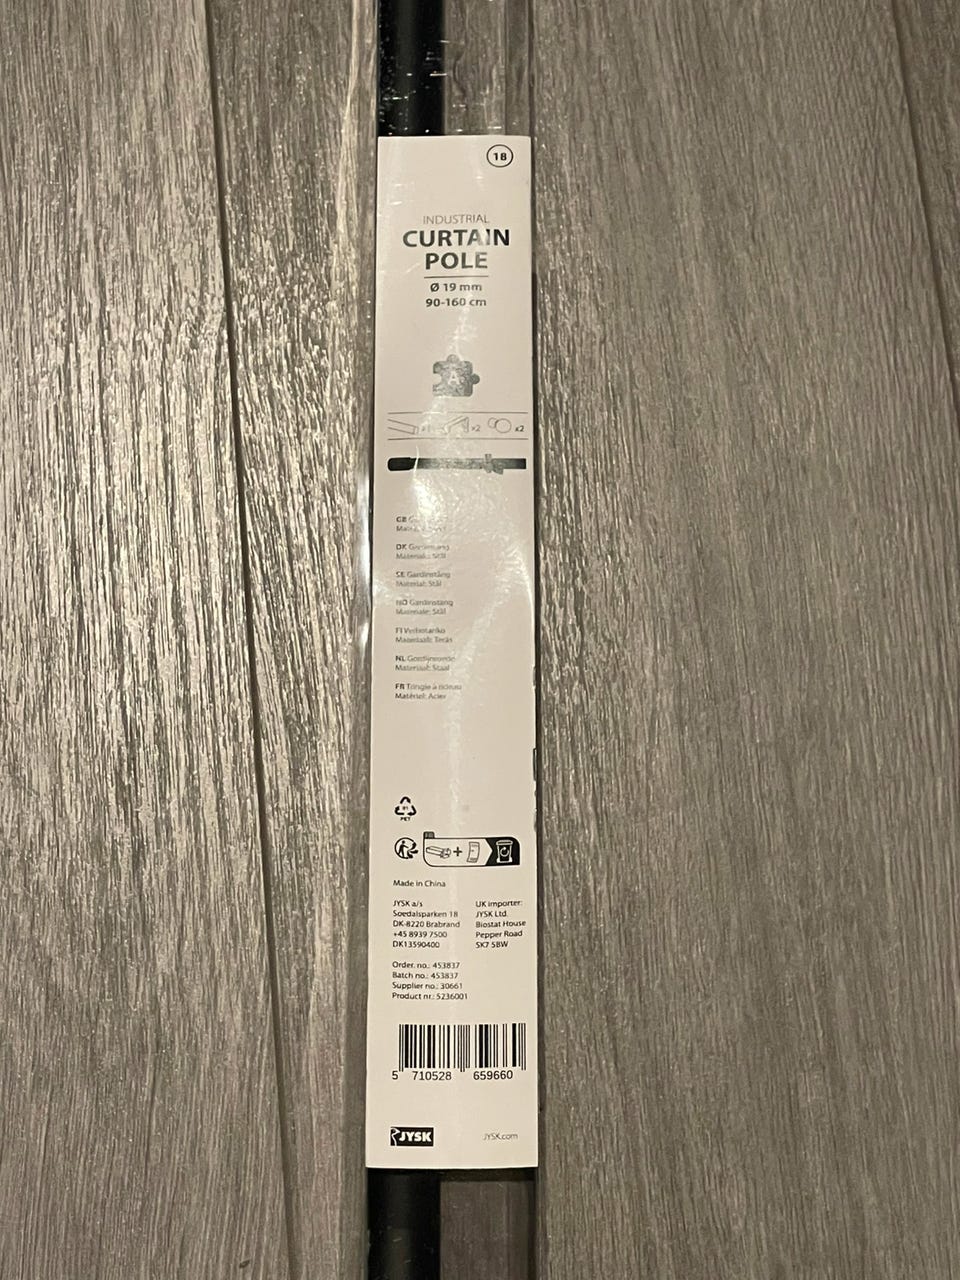 18
INDUSTRIAL
CURTAIN
POLE
Ø 19 mm
90-160 cm
x1
x2
x2
GB
DK Gardinstang
Materiale: Stål
SE Gardinstång
Material: Stål
NO Gardinstang
Materiale: Stål
FI Verhotanko
Materiaali: Teräs
NL Gordijnroede
Materiaal: Staal
FR Tringle à rideau
Matériel: Acier
PET
FR
Made in China
JYSK a/s
Soedalsparken 18
DK-8220 Brabrand
+45 8939 7500
DK13590400
UK importer:
JYSK Ltd.
Biostat House
Pepper Road
SK7 5BW
Order. no.: 453837
Batch no.: 453837
Supplier no.: 30661
Product nr.: 5236001
5 710528 659660
JYSK
JYSK.com